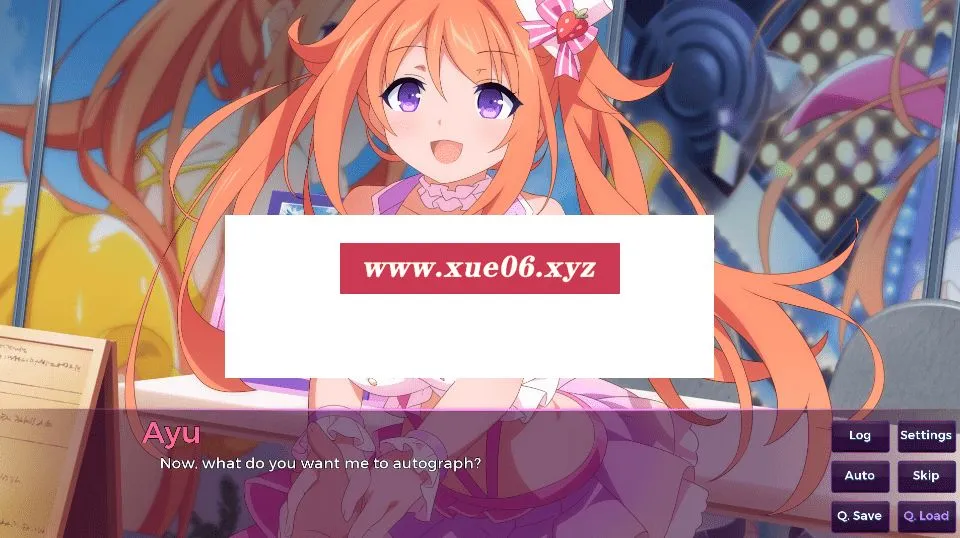 www.xue06.xyz
Ayu
Now, what do you want me to autograph?
Log
Settings
Auto
Skip
Q. Save
Q. Load